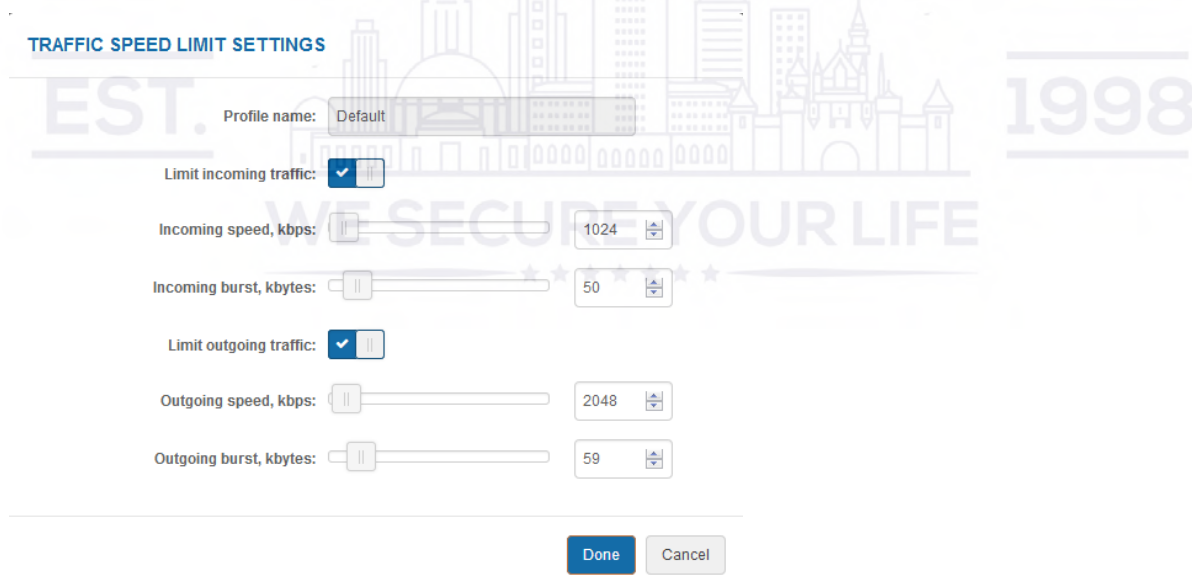 TRAFFIC SPEED LIMIT SETTINGS
EST. 1998
Profile name: Default
Limit incoming traffic:
WE SECURE YOUR LIFE
Incoming speed, kbps: 1024
Incoming burst, kbytes: 50
Limit outgoing traffic:
Outgoing speed, kbps: 2048
Outgoing burst, kbytes: 59
Done Cancel